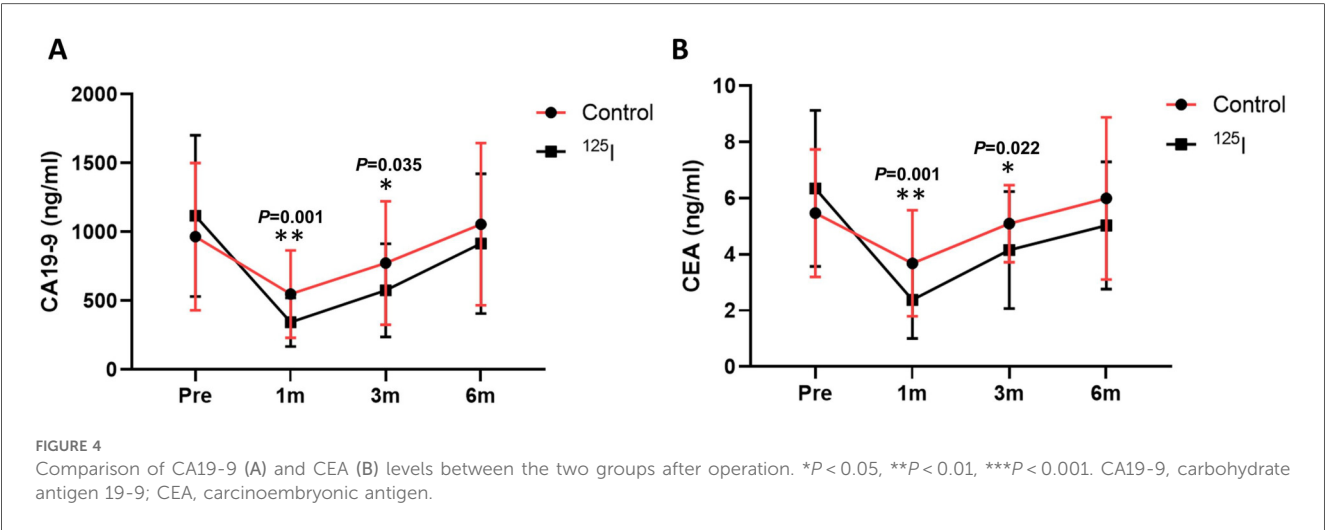 A
2000
1500
1000
500
0
CA19-9 (ng/ml)
P=0.001
**
P=0.035
*
Control
¹²⁵I
Pre 1m 3m 6m
B
10
8
6
4
2
0
CEA (ng/ml)
P=0.001
**
P=0.022
*
Control
¹²⁵I
Pre 1m 3m 6m
FIGURE 4
Comparison of CA19-9 (A) and CEA (B) levels between the two groups after operation. *P < 0.05, **P < 0.01, ***P < 0.001. CA19-9, carbohydrate
antigen 19-9; CEA, carcinoembryonic antigen.